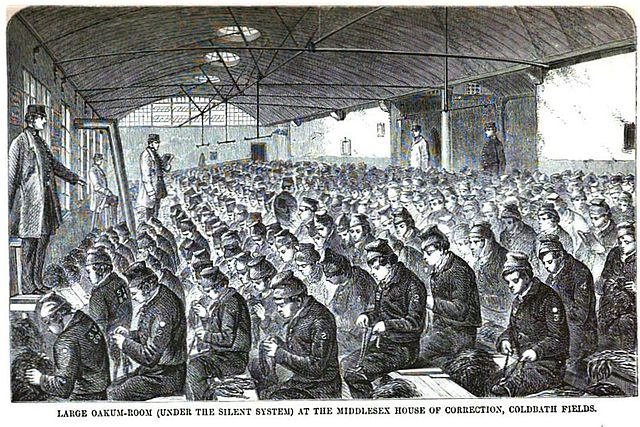 LARGE OAKUM-ROOM (UNDER THE SILENT SYSTEM) AT THE MIDDLESEX HOUSE OF CORRECTION, COLDBATH FIELDS.